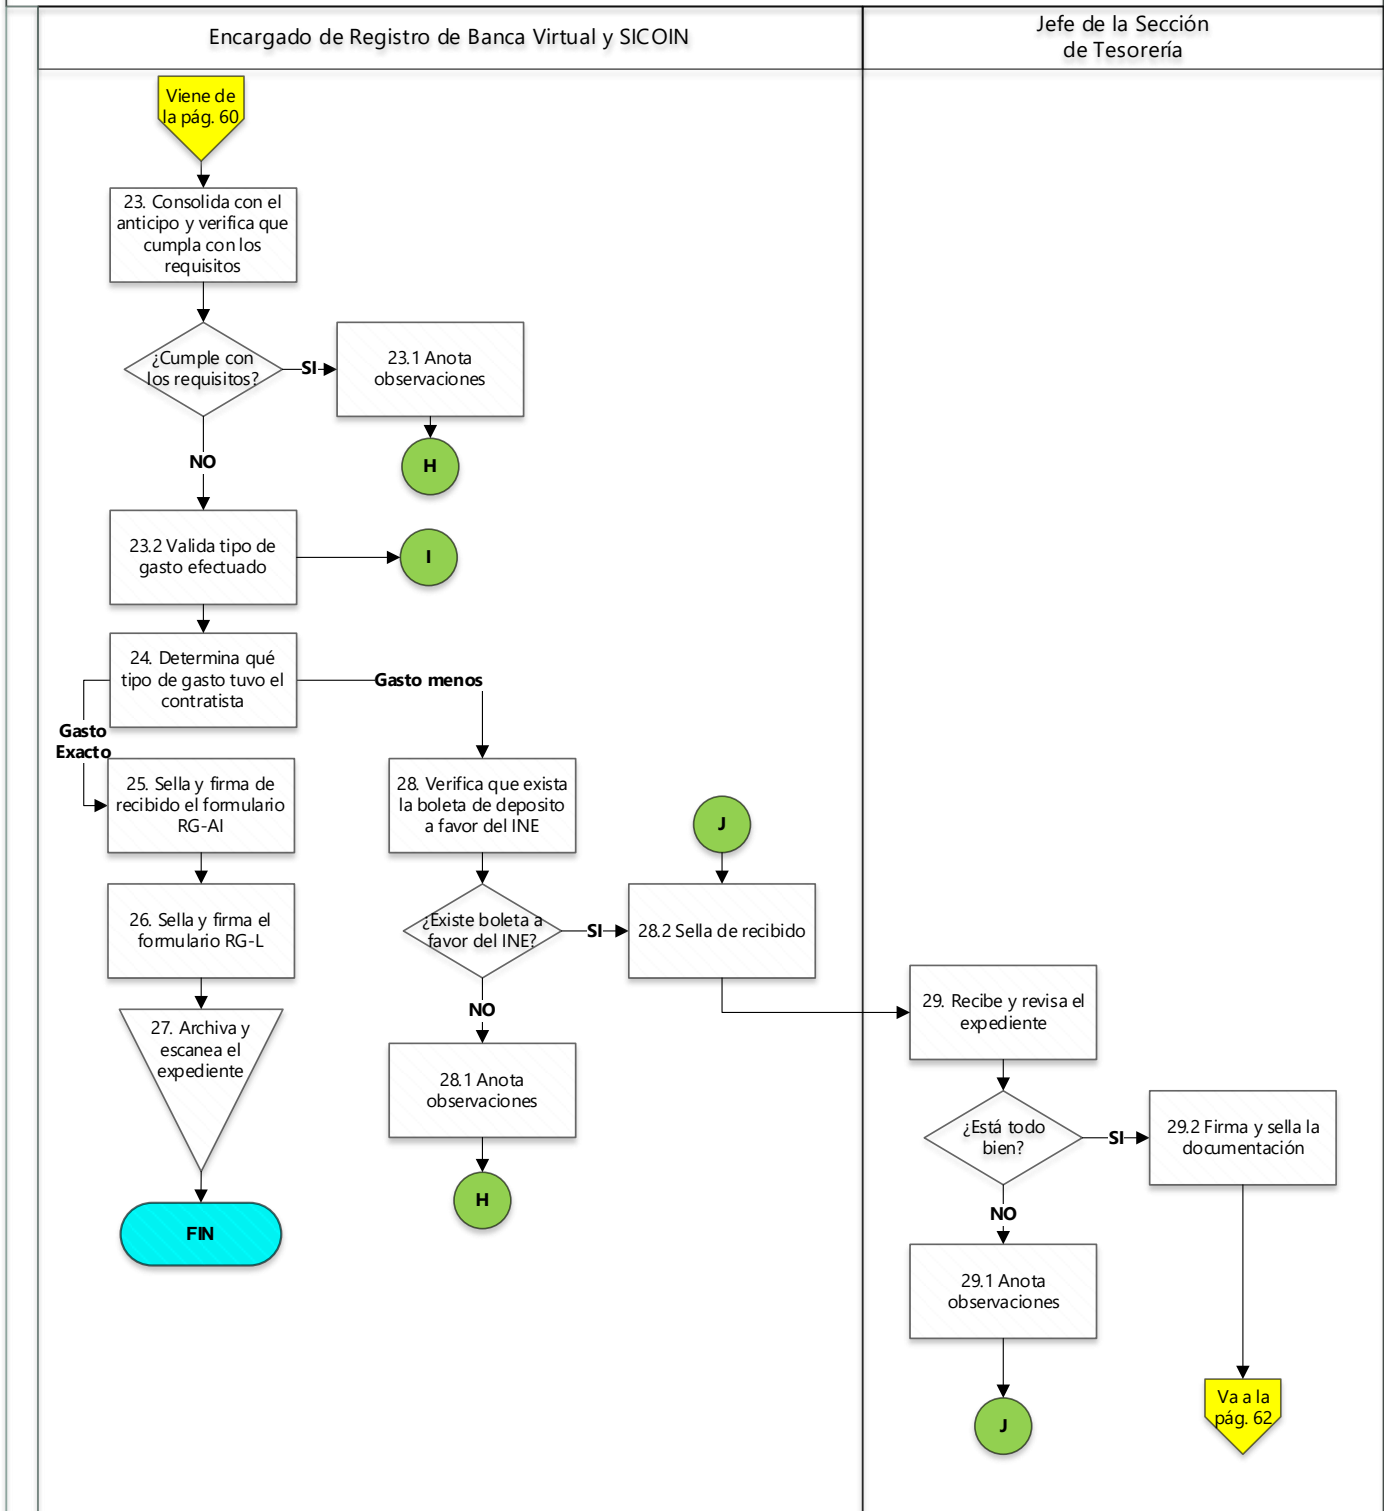 Encargado de Registro de Banca Virtual y SICOIN
Jefe de la Sección
de Tesorería
Viene de
la pág. 60
23. Consolida con el
anticipo y verifica que
cumpla con los
requisitos
¿Cumple con
los requisitos?
SI
23.1 Anota
observaciones
H
NO
23.2 Valida tipo de
gasto efectuado
I
24. Determina qué
tipo de gasto tuvo el
contratista
Gasto menos
Gasto
Exacto
25. Sella y firma de
recibido el formulario
RG-AI
28. Verifica que exista
la boleta de deposito
a favor del INE
J
26. Sella y firma el
formulario RG-L
¿Existe boleta a
favor del INE?
SI
28.2 Sella de recibido
27. Archiva y
escanea el
expediente
NO
29. Recibe y revisa el
expediente
28.1 Anota
observaciones
¿Está todo
bien?
SI
29.2 Firma y sella la
documentación
H
FIN
NO
29.1 Anota
observaciones
J
Va a la
pág. 62